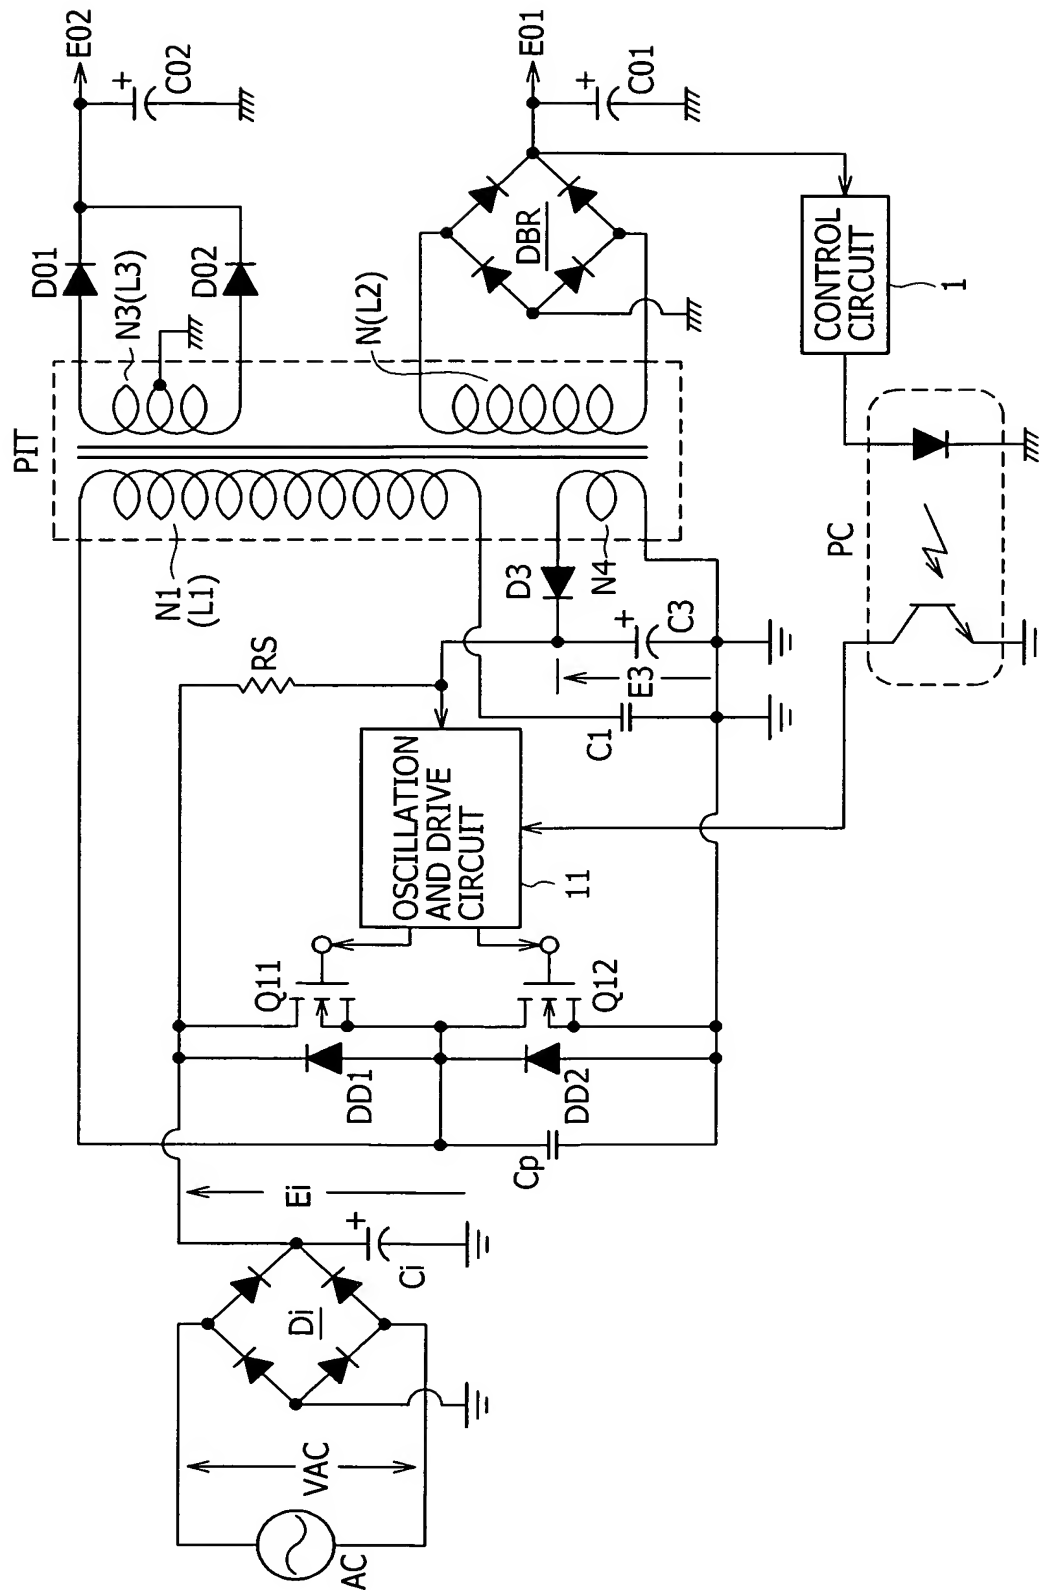 AC
VAC
Di
Ci
Ei
Cp
DD1
DD2
Q11
Q12
OSCILLATION
AND DRIVE
CIRCUIT
11
RS
C1
E3
C3
D3
N4
N1
(L1)
PIT
N3(L3)
N(L2)
D01
D02
DBR
E02
C02
E01
C01
CONTROL
CIRCUIT
1
PC
+
+
+
+